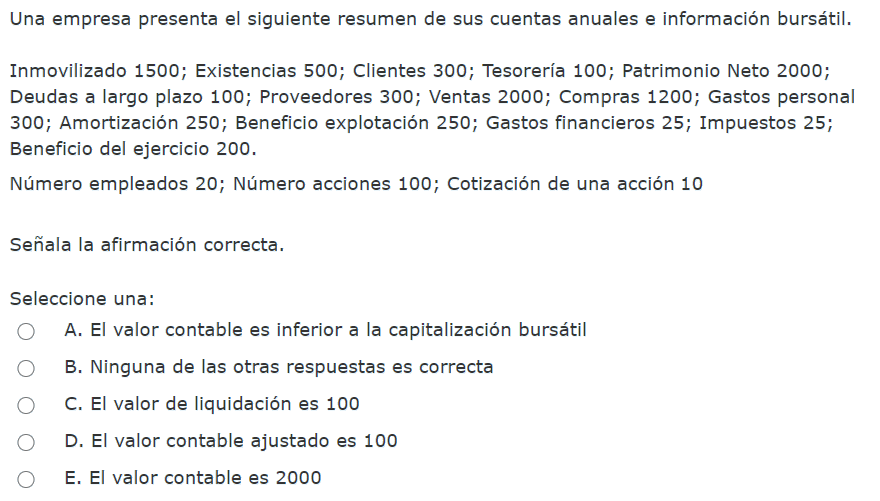 Una empresa presenta el siguiente resumen de sus cuentas anuales e información bursátil.
Inmovilizado 1500; Existencias 500; Clientes 300; Tesorería 100; Patrimonio Neto 2000;
Deudas a largo plazo 100; Proveedores 300; Ventas 2000; Compras 1200; Gastos personal
300; Amortización 250; Beneficio explotación 250; Gastos financieros 25; Impuestos 25;
Beneficio del ejercicio 200.
Número empleados 20; Número acciones 100; Cotización de una acción 10
Señala la afirmación correcta.
Seleccione una:
A. El valor contable es inferior a la capitalización bursátil
B. Ninguna de las otras respuestas es correcta
C. El valor de liquidación es 100
D. El valor contable ajustado es 100
E. El valor contable es 2000